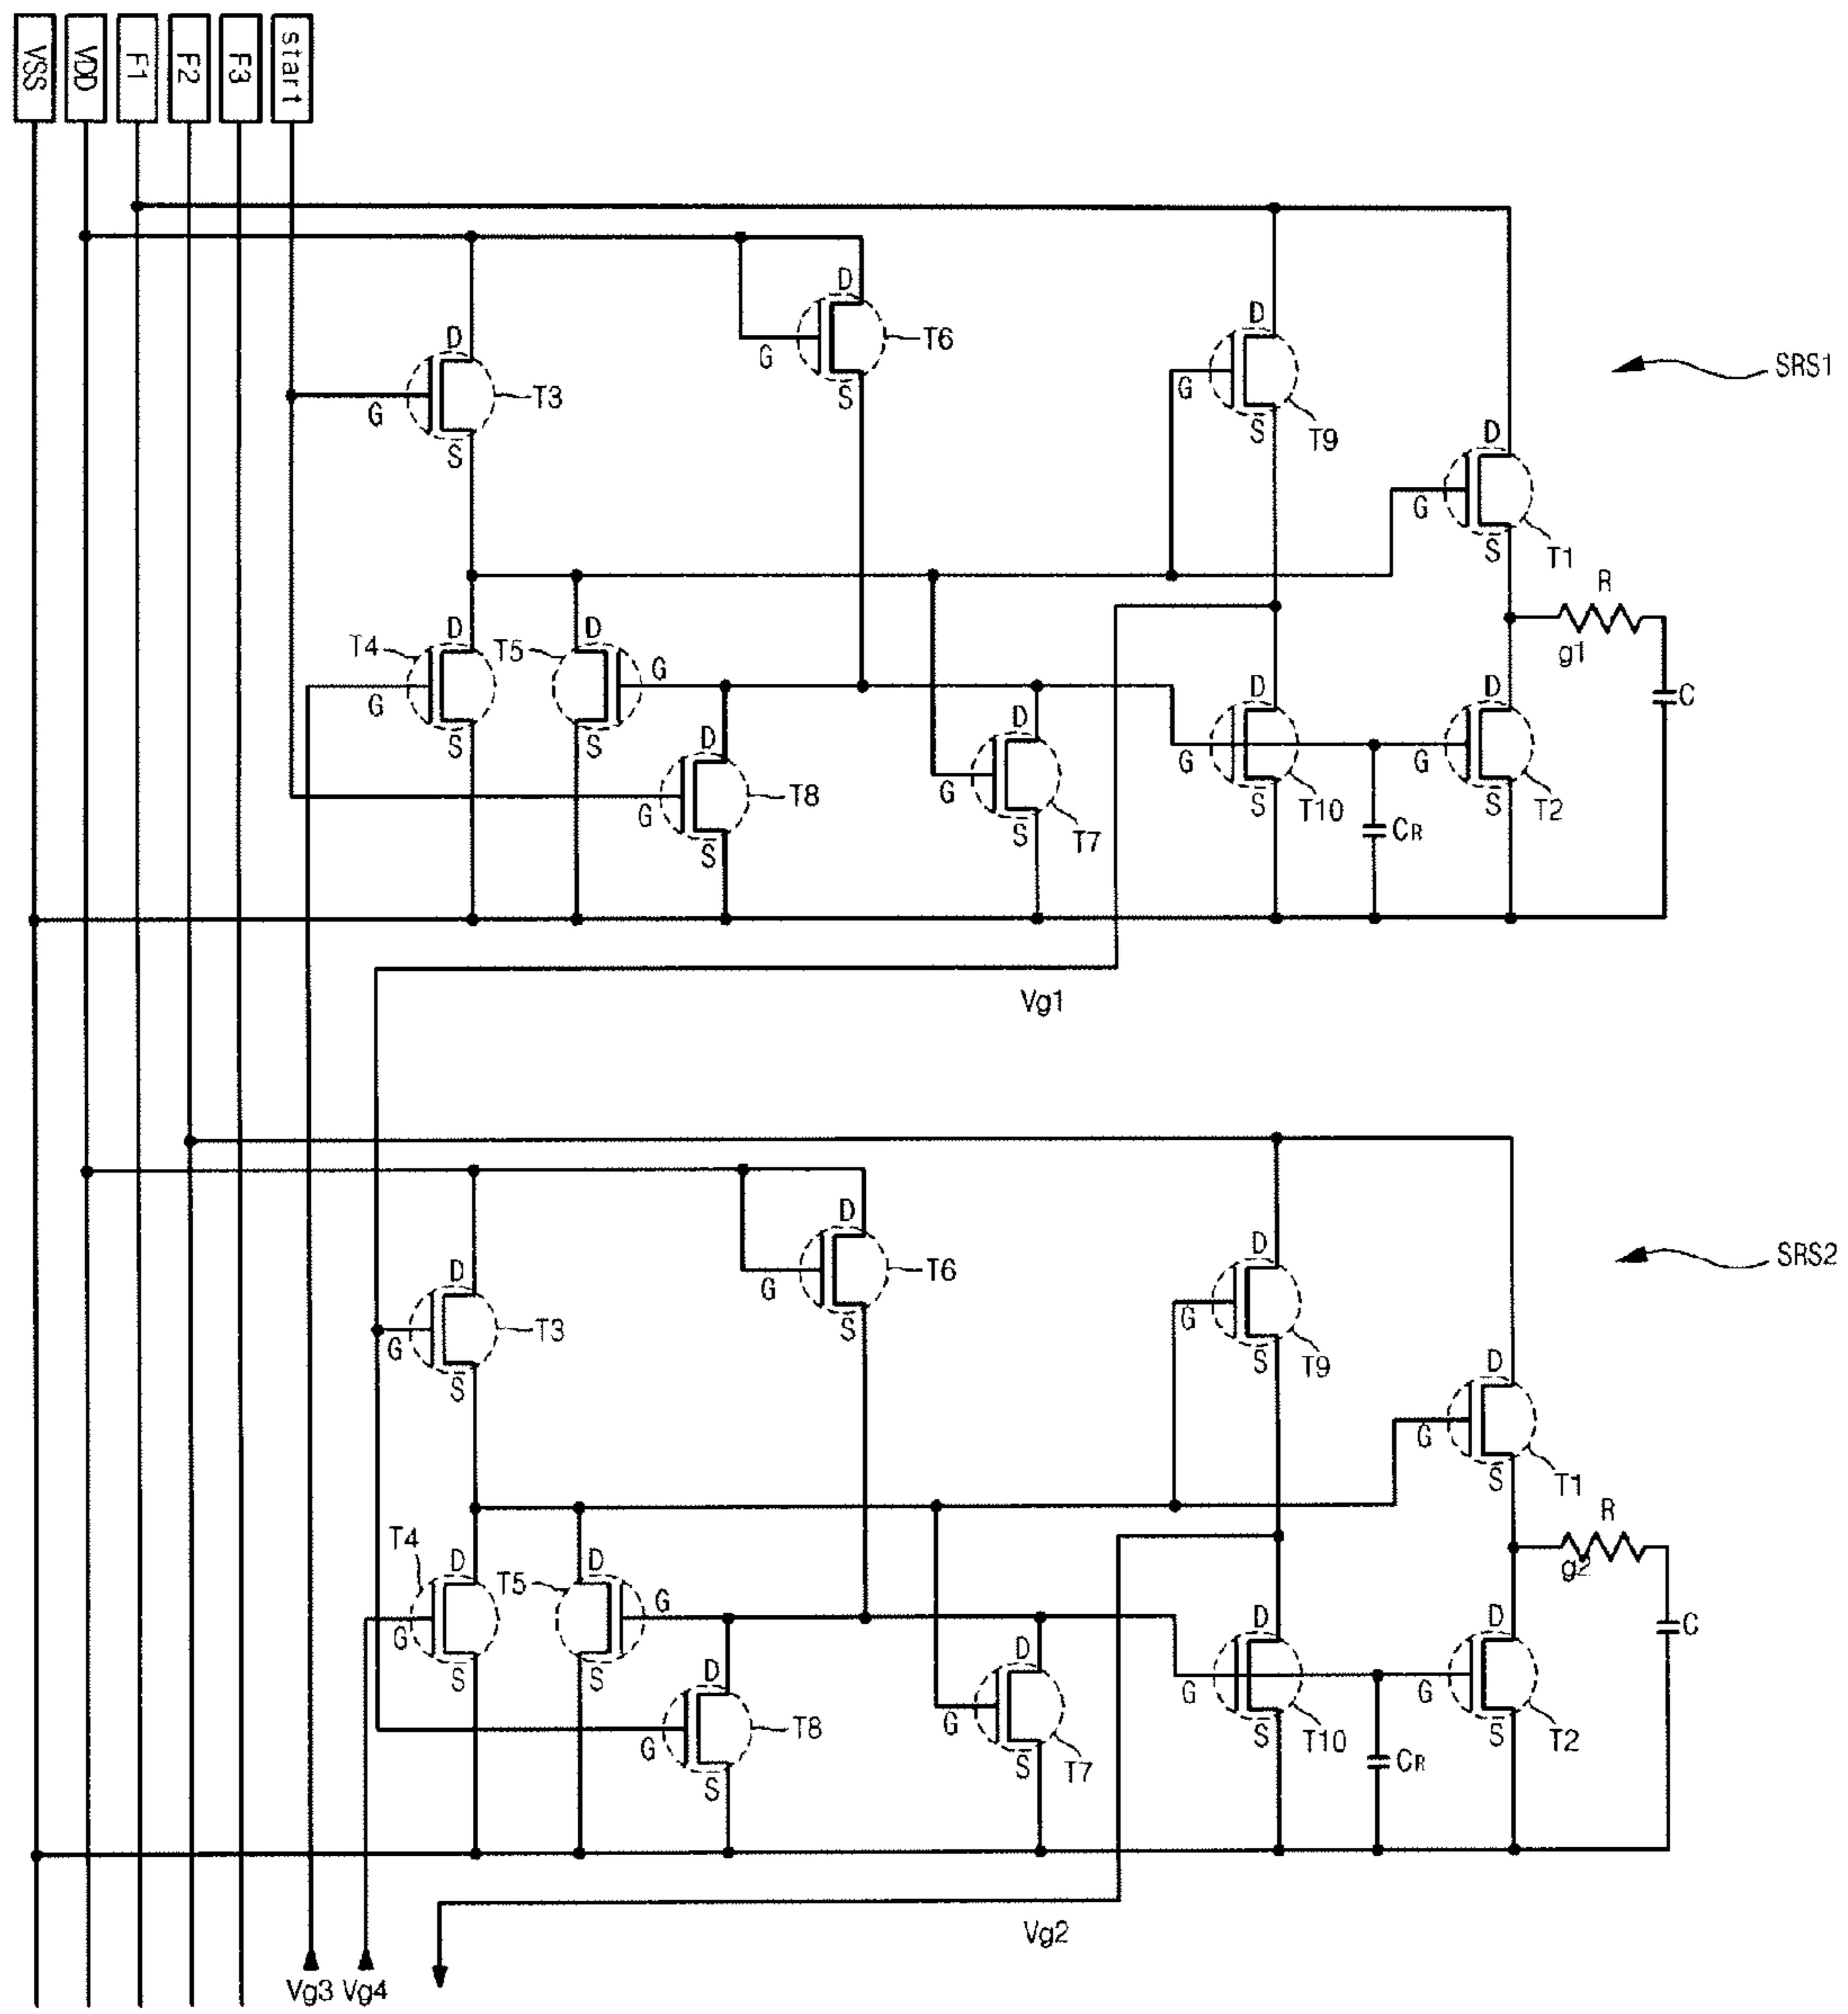 VSS VDD F1 F2 F3 start
D
D T6
D
G S
SRS1
D T3
G S
G S T9
D
G S T1
R
g1
D T4
G S
T5 D
G
S
D
G S T8
D
G S T7
D
G S T10
CR
D
G S T2
C
Vg1
D
G S T6
D
G S T9
SRS2
D
G S T3
D
G S T1
R
g2
T4 D
G S
T5 D
G
S
D
G S T8
D
G S T7
D
G S T10
CR
D
G S T2
C
Vg2
Vg3 Vg4